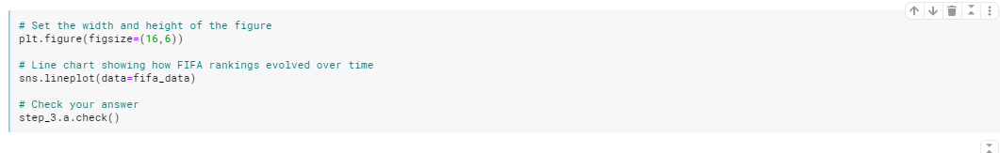 # Set the width and height of the figure
plt.figure(figsize=(16,6))
# Line chart showing how FIFA rankings evolved over time
sns.lineplot(data=fifa_data)
# Check your answer
step_3.a.check()